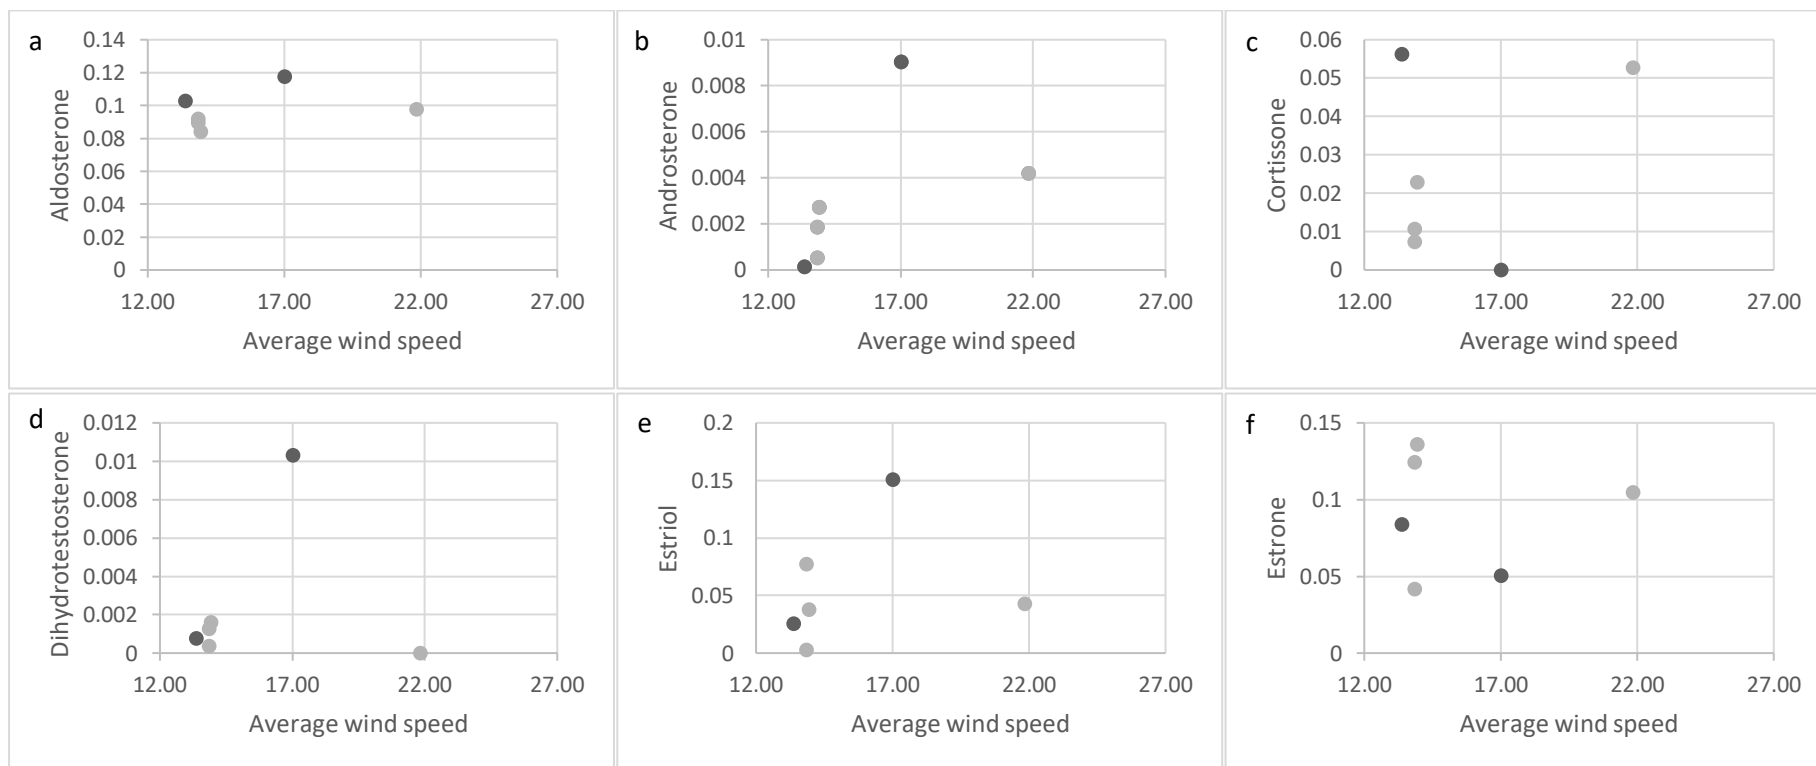 a
Aldosterone
0.14
0.12
0.1
0.08
0.06
0.04
0.02
0
12.00 17.00 22.00 27.00
Average wind speed
b
Androsterone
0.01
0.008
0.006
0.004
0.002
0
12.00 17.00 22.00 27.00
Average wind speed
c
Cortissone
0.06
0.05
0.04
0.03
0.02
0.01
0
12.00 17.00 22.00 27.00
Average wind speed
d
Dihydrotestosterone
0.012
0.01
0.008
0.006
0.004
0.002
0
12.00 17.00 22.00 27.00
Average wind speed
e
Estriol
0.2
0.15
0.1
0.05
0
12.00 17.00 22.00 27.00
Average wind speed
f
Estrone
0.15
0.1
0.05
0
12.00 17.00 22.00 27.00
Average wind speed